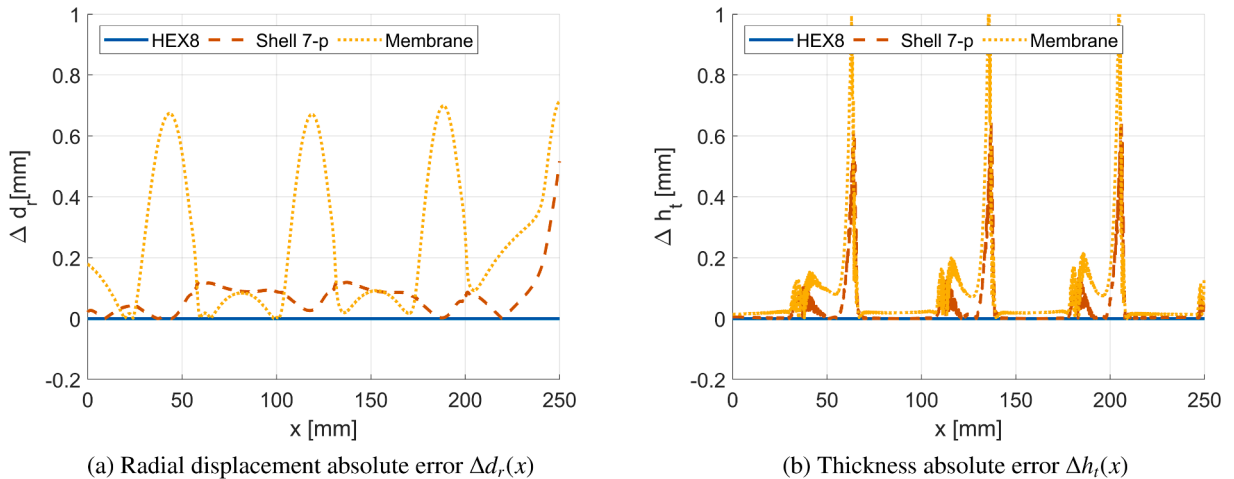 HEX8 Shell 7-p Membrane
1
0.8
0.6
0.4
0.2
0
-0.2
Δ d_r[mm]
0 50 100 150 200 250
x [mm]
(a) Radial displacement absolute error Δd_r(x)
HEX8 Shell 7-p Membrane
1
0.8
0.6
0.4
0.2
0
-0.2
Δ h_t [mm]
0 50 100 150 200 250
x [mm]
(b) Thickness absolute error Δh_t(x)